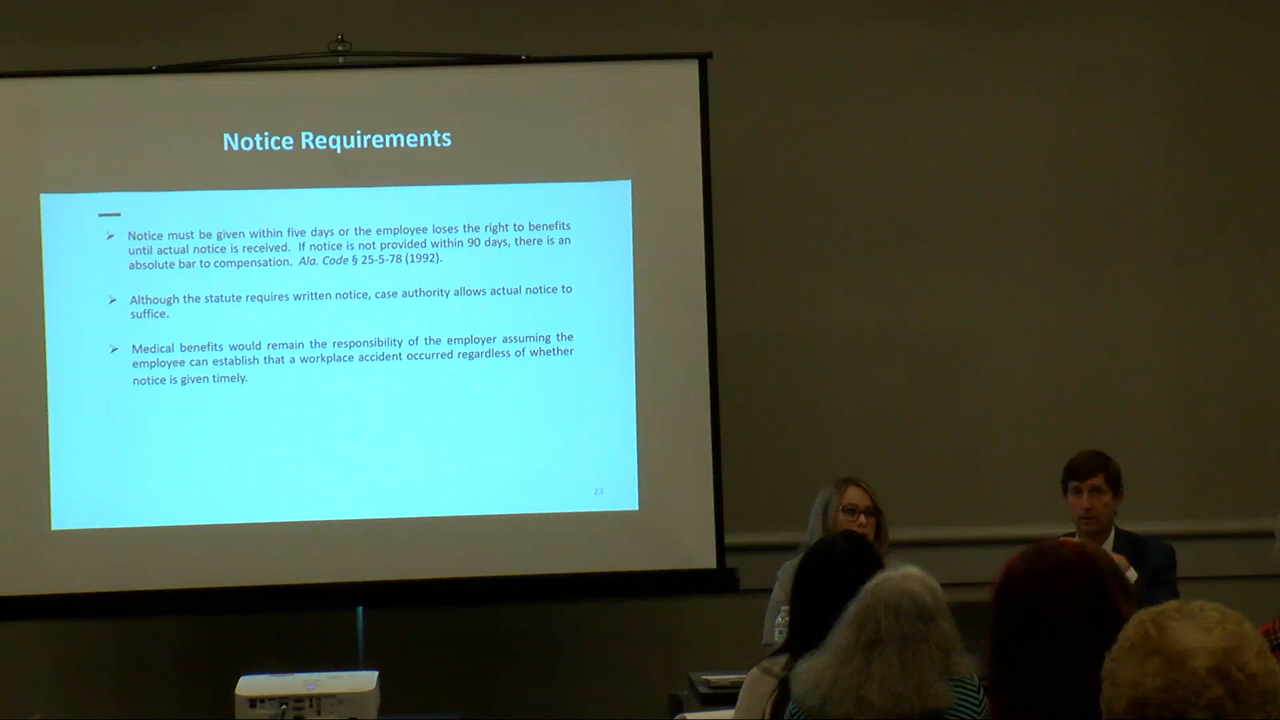 Notice Requirements
Notice must be given within five days or the employee loses the right to benefits
until actual notice is received. If notice is not provided within 90 days, there is an
absolute bar to compensation. Ala. Code § 25-5-78 (1992).
Although the statute requires written notice, case authority allows actual notice to
suffice.
Medical benefits would remain the responsibility of the employer assuming the
employee can establish that a workplace accident occurred regardless of whether
notice is given timely.
23